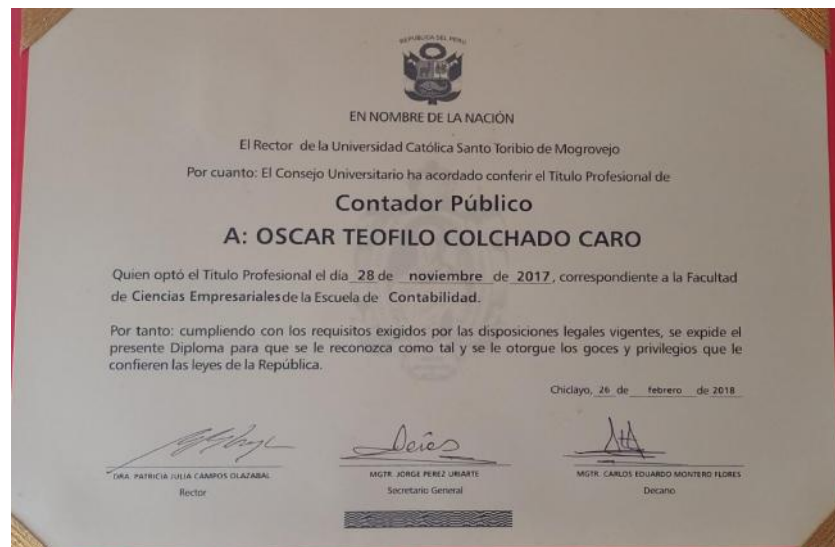 REPUBLICA DEL PERU
EN NOMBRE DE LA NACIÓN
El Rector de la Universidad Católica Santo Toribio de Mogrovejo
Por cuanto: El Consejo Universitario ha acordado conferir el Titulo Profesional de
Contador Público
A: OSCAR TEOFILO COLCHADO CARO
Quien optó el Titulo Profesional el día 28 de noviembre de 2017, correspondiente a la Facultad
de Ciencias Empresariales de la Escuela de Contabilidad.
Por tanto: cumpliendo con los requisitos exigidos por las disposiciones legales vigentes, se expide el
presente Diploma para que se le reconozca como tal y se le otorgue los goces y privilegios que le
confieren las leyes de la República.
Chiclayo, 26 de febrero de 2018
DRA. PATRICIA JULIA CAMPOS OLAZABAL
Rector
MGTR. JORGE PEREZ URIARTE
Secretario General
MGTR. CARLOS EDUARDO MONTERO FLORES
Decano